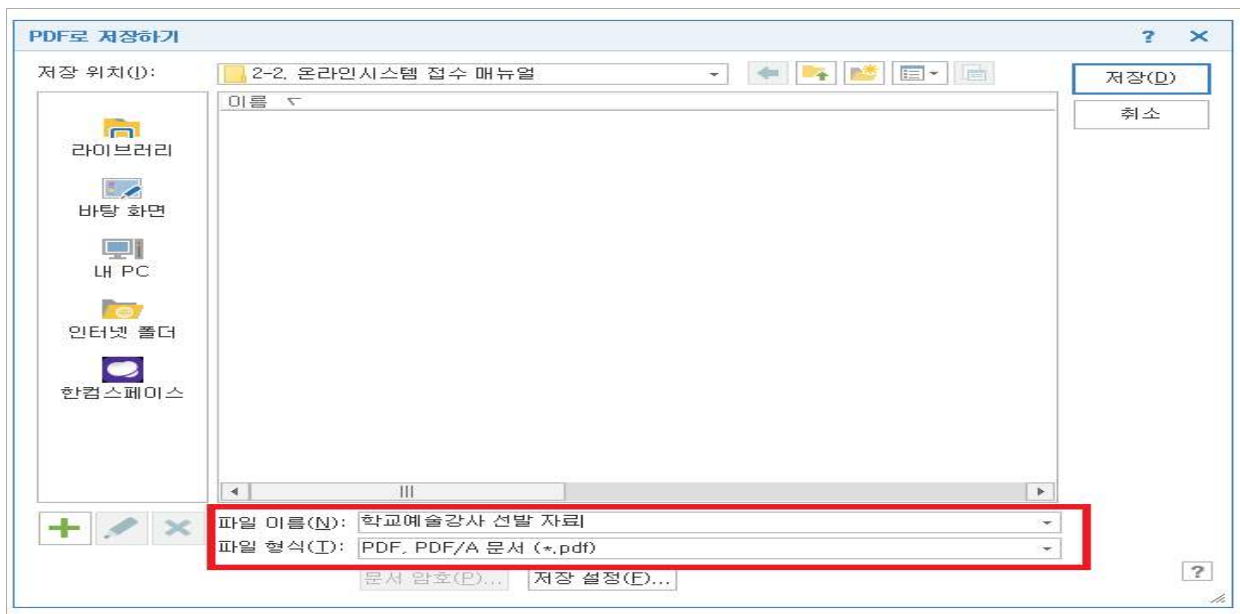 PDF로 저장하기
저장 위치(I):
2-2. 온라인시스템 접수 매뉴얼
저장(D)
이름
취소
라이브러리
바탕 화면
내 PC
인터넷 폴더
한컴스페이스
파일 이름(N): 학교예술강사 선발 자료
파일 형식(T): PDF, PDF/A 문서 (*.pdf)
문서 암호(P)... 저장 설정(F)...